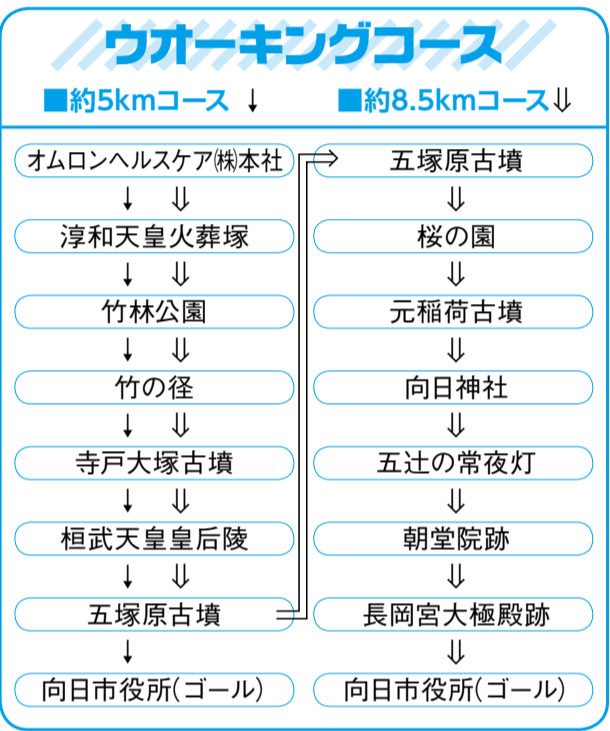 ウオーキングコース
■約5kmコース ↓
■約8.5kmコース⇓
オムロンヘルスケア㈱本社
↓ ⇓
淳和天皇火葬塚
↓ ⇓
竹林公園
↓ ⇓
竹の径
↓ ⇓
寺戸大塚古墳
↓ ⇓
桓武天皇皇后陵
↓ ⇓
五塚原古墳
↓
向日市役所(ゴール)
五塚原古墳
⇓
桜の園
⇓
元稲荷古墳
⇓
向日神社
⇓
五辻の常夜灯
⇓
朝堂院跡
⇓
長岡宮大極殿跡
⇓
向日市役所(ゴール)